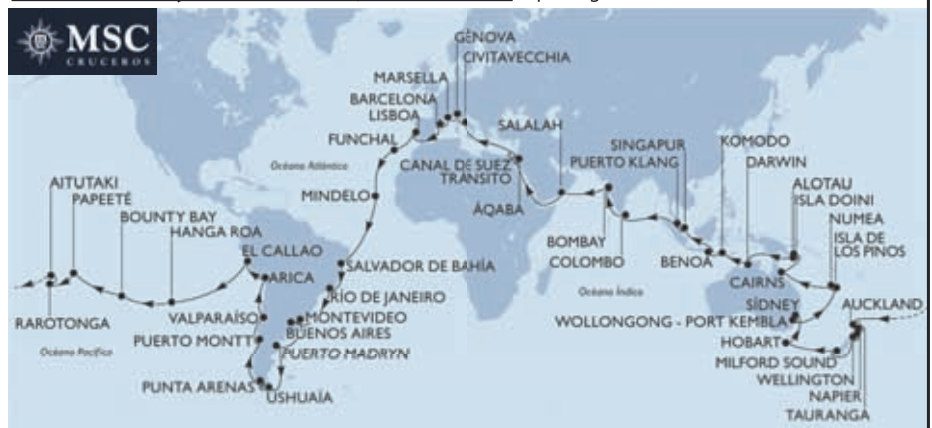 MSC
CRUCEROS
GÉNOVA
CIVITAVECCHIA
MARSELLA
BARCELONA
LISBOA
FUNCHAL
SALALAH
SINGAPUR
PUERTO KLANG
KOMODO
DARWIN
Océano Atlántico
CANAL DE SUEZ
TRÁNSITO
AITUTAKI
PAPEETE
ALOTAU
ISLA DOINI
MINDELO
ÁQABA
BOUNTY BAY
HANGA ROA
NUMEA
ISLA DE
LOS PINOS
EL CALLAO
BOMBAY
COLOMBO
BENOA
ARICA
SALVADOR DE BAHÍA
CAIRNS
Océano Índico
RÍO DE JANEIRO
SÍDNEY
AUCKLAND
RAROTONGA
VALPARAÍSO
MONTEVIDEO
BUENOS AIRES
WOLLONGONG - PORT KEMBLA
PUERTO MONTT
HOBART
Océano Pacífico
PUERTO MADRYN
MILFORD SOUND
WELLINGTON
PUNTA ARENAS
USHUAÏA
NAPIER
TAURANGA